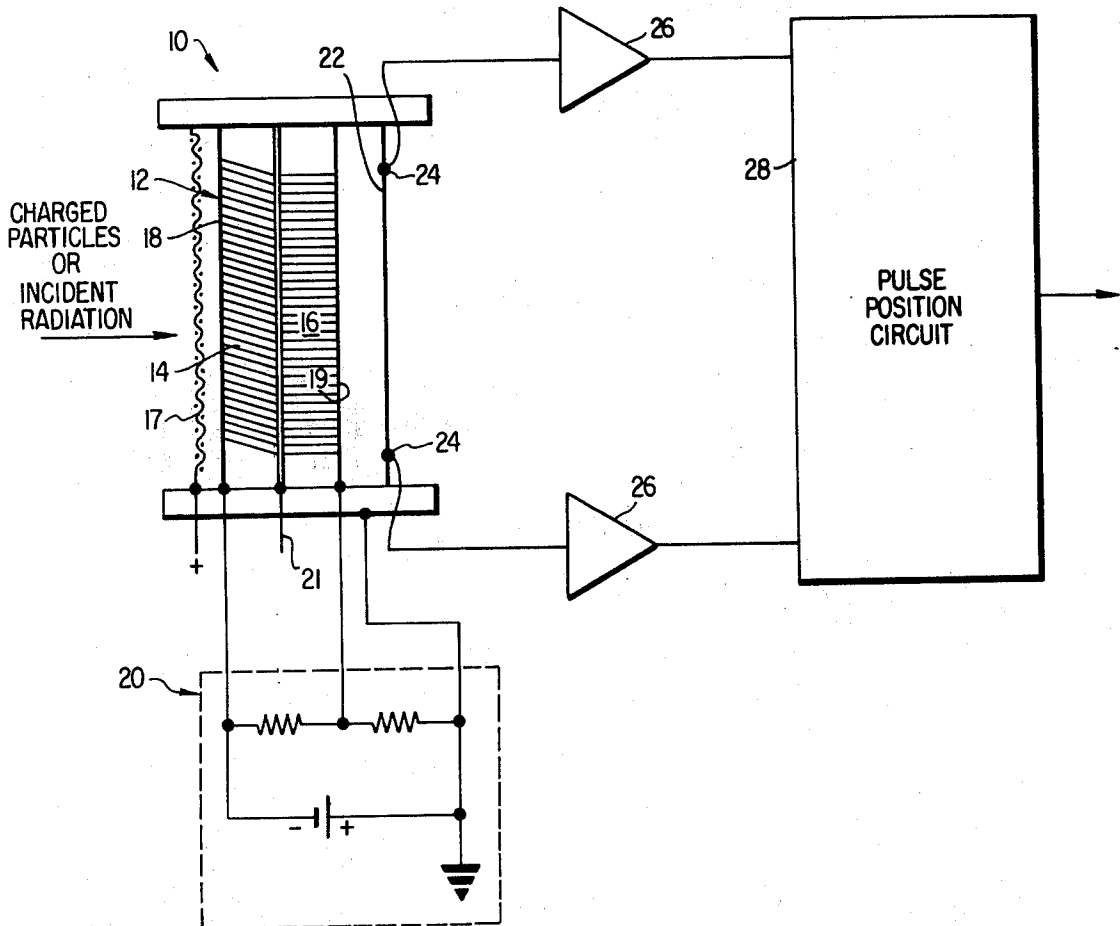 10
22
26
24
28
12
CHARGED
PARTICLES
OR
INCIDENT
RADIATION
18
16
14
19
17
PULSE
POSITION
CIRCUIT
24
26
+
21
20
- +